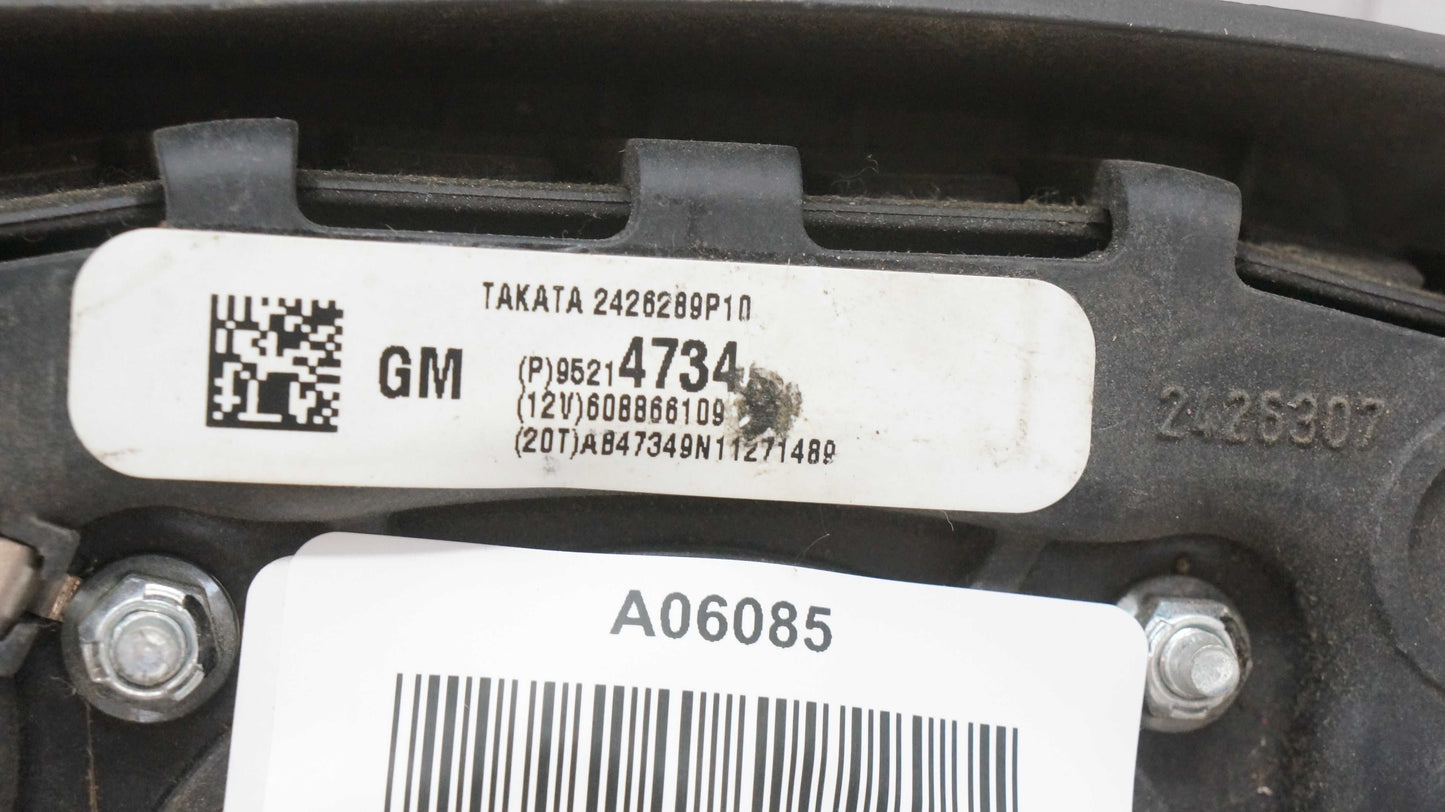 TAKATA 2426289P10
GM
(P)95214734
(12V)608866109
(20T)AB47349N11271489
2426307
A06085